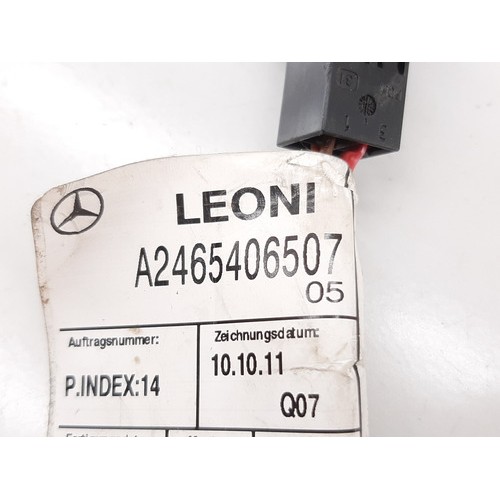 LEONI
A2465406507
05
Auftragsnummer:
Zeichnungsdatum:
P.INDEX:14
10.10.11
Q07